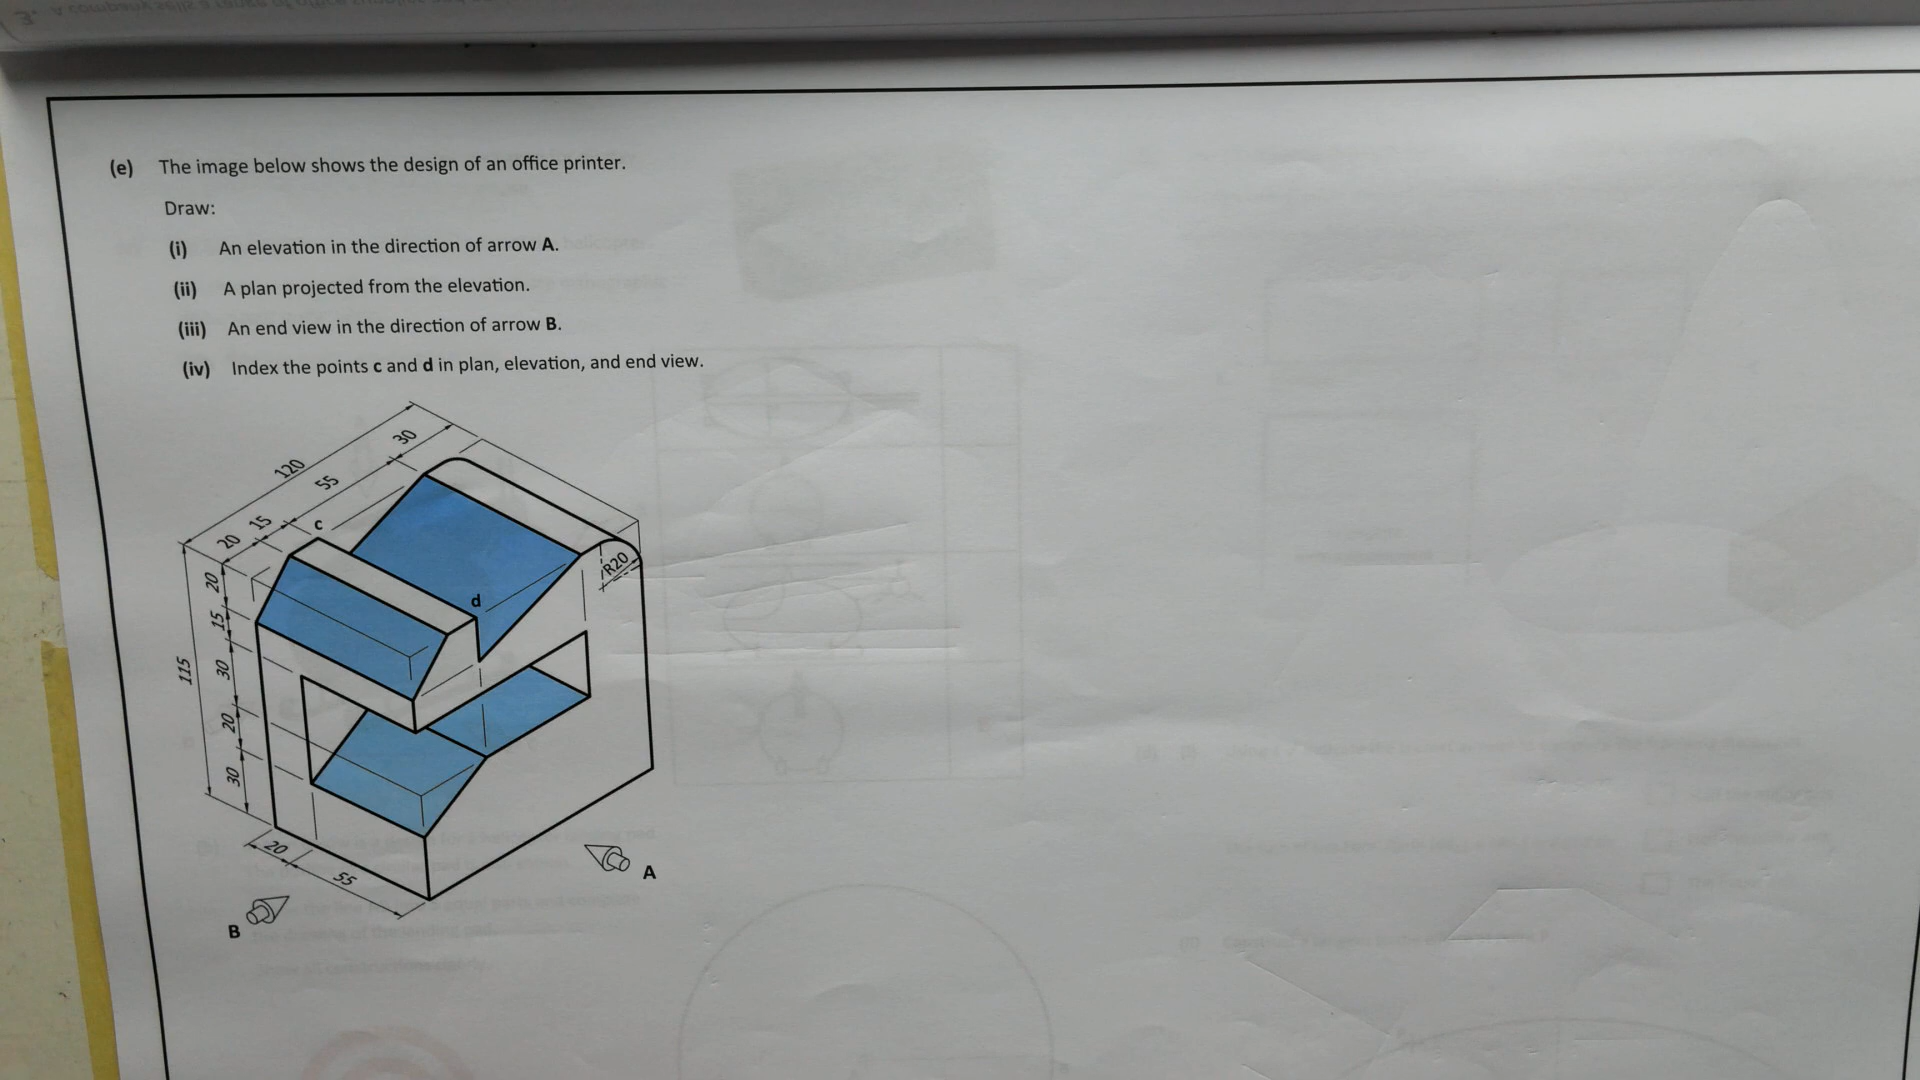 (e) The image below shows the design of an office printer.
Draw:
(i) An elevation in the direction of arrow A.
(ii) A plan projected from the elevation.
(iii) An end view in the direction of arrow B.
(iv) Index the points c and d in plan, elevation, and end view.
30
120
55
15
20
c
20
15
115
30
20
30
d
R20
20
55
A
B